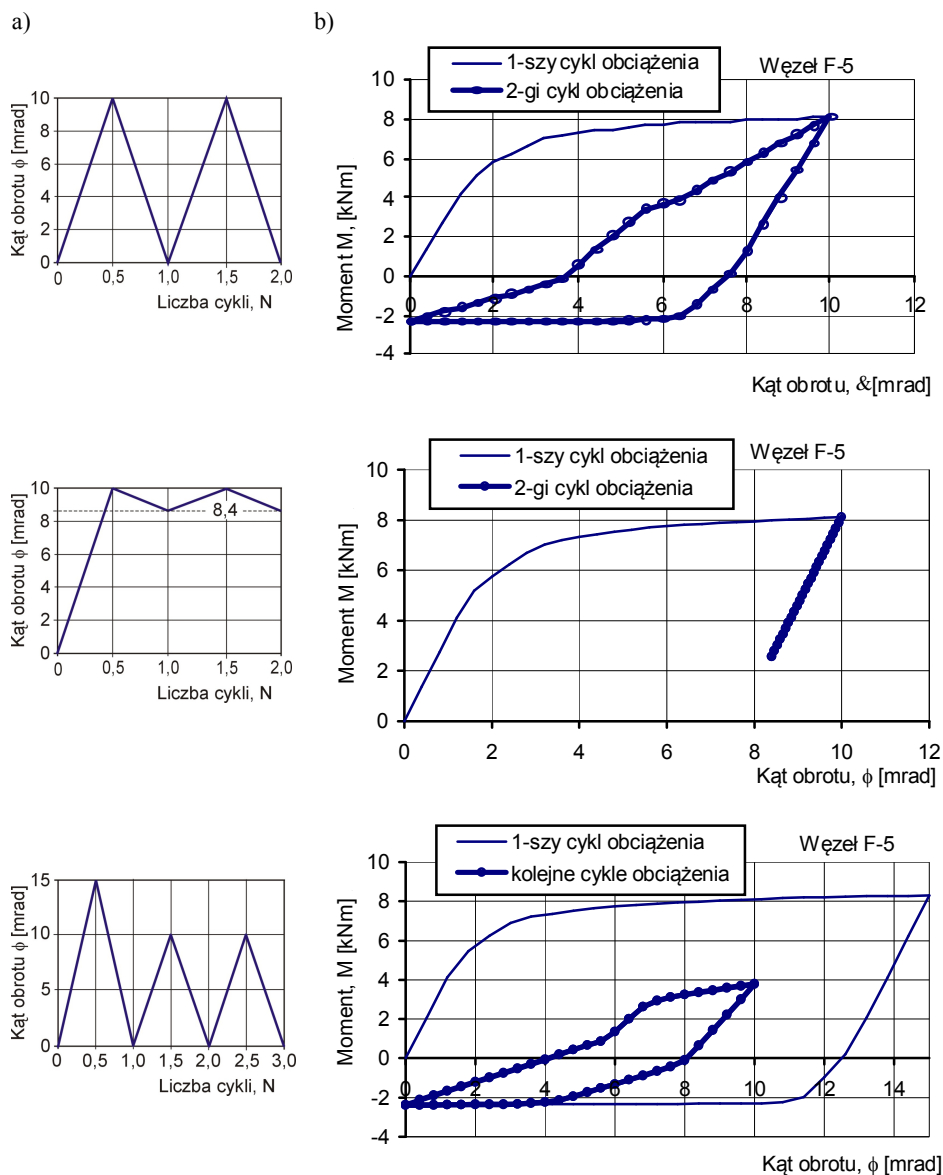 a)
b)
Kąt obrotu ϕ [mrad]
10
8
6
4
2
0
0 0,5 1,0 1,5 2,0
Liczba cykli, N
1-szy cykl obciążenia
2-gi cykl obciążenia
Węzeł F-5
Moment M, [kNm]
10
8
6
4
2
0
-2
-4
0 2 4 6 8 10 12
Kąt obrotu, &[mrad]
Kąt obrotu ϕ [mrad]
10
8
6
4
2
0
8,4
0 0,5 1,0 1,5 2,0
Liczba cykli, N
1-szy cykl obciążenia
2-gi cykl obciążenia
Węzeł F-5
Moment M [kNm]
10
8
6
4
2
0
0 2 4 6 8 10 12
Kąt obrotu, ϕ [mrad]
Kąt obrotu ϕ [mrad]
15
10
5
0
0 0,5 1,0 1,5 2,0 2,5 3,0
Liczba cykli, N
1-szy cykl obciążenia
kolejne cykle obciążenia
Węzeł F-5
Moment, M [kNm]
10
8
6
4
2
0
-2
-4
0 2 4 6 8 10 12 14
Kąt obrotu, ϕ [mrad]